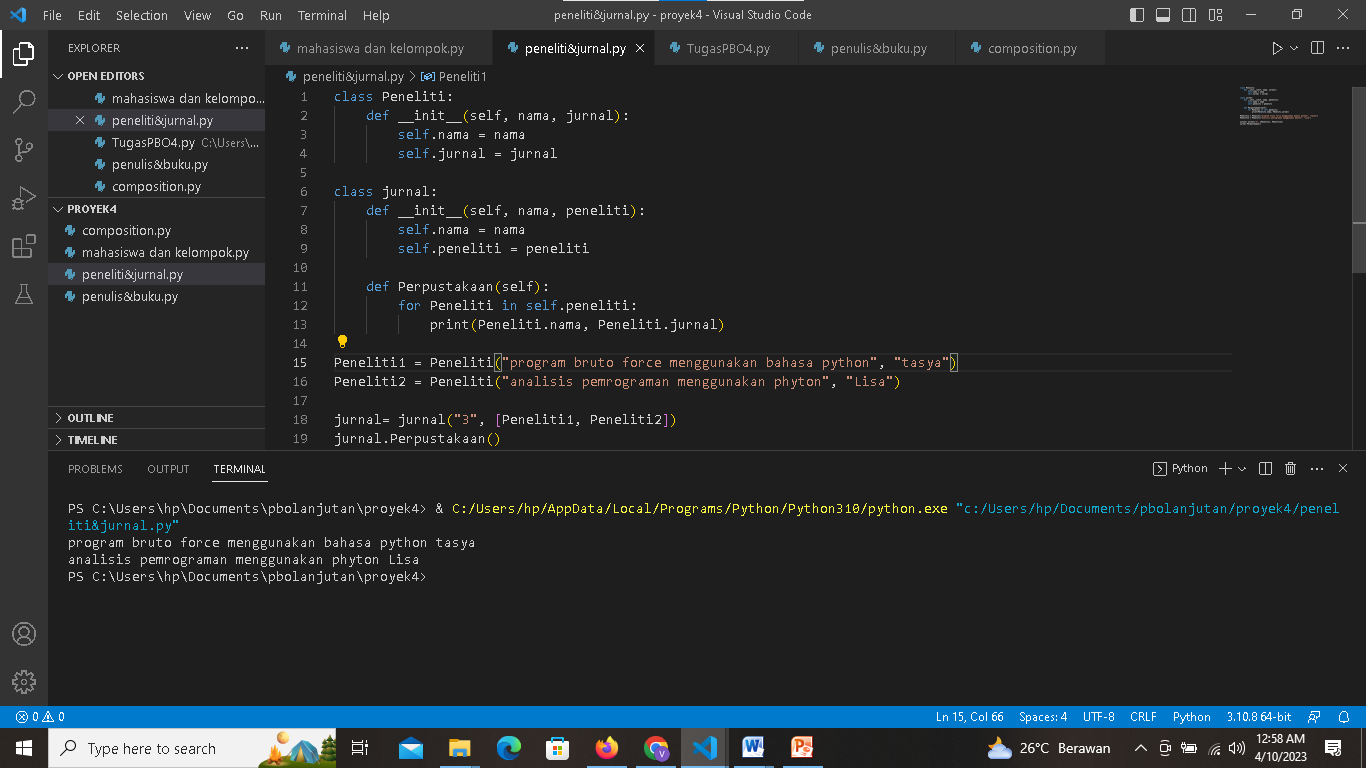 File Edit Selection View Go Run Terminal Help peneliti&jurnal.py - proyek4 - Visual Studio Code
EXPLORER
OPEN EDITORS
mahasiswa dan kelempo...
peneliti&jurnal.py
TugasPBO4.py C:\Users\...
penulis&buku.py
composition.py
PROYEK4
composition.py
mahasiswa dan kelempok.py
peneliti&jurnal.py
penulis&buku.py
OUTLINE
TIMELINE
mahasiswa dan kelempok.py peneliti&jurnal.py TugasPBO4.py penulis&buku.py composition.py
peneliti&jurnal.py > Peneliti1
1 class Peneliti:
2 def __init__(self, nama, jurnal):
3 self.nama = nama
4 self.jurnal = jurnal
5
6 class jurnal:
7 def __init__(self, nama, peneliti):
8 self.nama = nama
9 self.peneliti = peneliti
10
11 def Perpustakaan(self):
12 for Peneliti in self.peneliti:
13 print(Peneliti.nama, Peneliti.jurnal)
14
15 Peneliti1 = Peneliti("program bruto force menggunakan bahasa python", "tasya")
16 Peneliti2 = Peneliti("analisis pemrograman menggunakan phyton", "Lisa")
17
18 jurnal= jurnal("3", [Peneliti1, Peneliti2])
19 jurnal.Perpustakaan()
PROBLEMS OUTPUT TERMINAL Python
PS C:\Users\hp\Documents\pbolanjutan\proyek4> & C:/Users/hp/AppData/Local/Programs/Python/Python310/python.exe "c:/Users/hp/Documents/pbolanjutan/proyek4/penel
iti&jurnal.py"
program bruto force menggunakan bahasa python tasya
analisis pemrograman menggunakan phyton Lisa
PS C:\Users\hp\Documents\pbolanjutan\proyek4>
0 0 Ln 15, Col 66 Spaces: 4 UTF-8 CRLF Python 3.10.8 64-bit
Type here to search 26°C Berawan 12:58 AM
4/10/2023